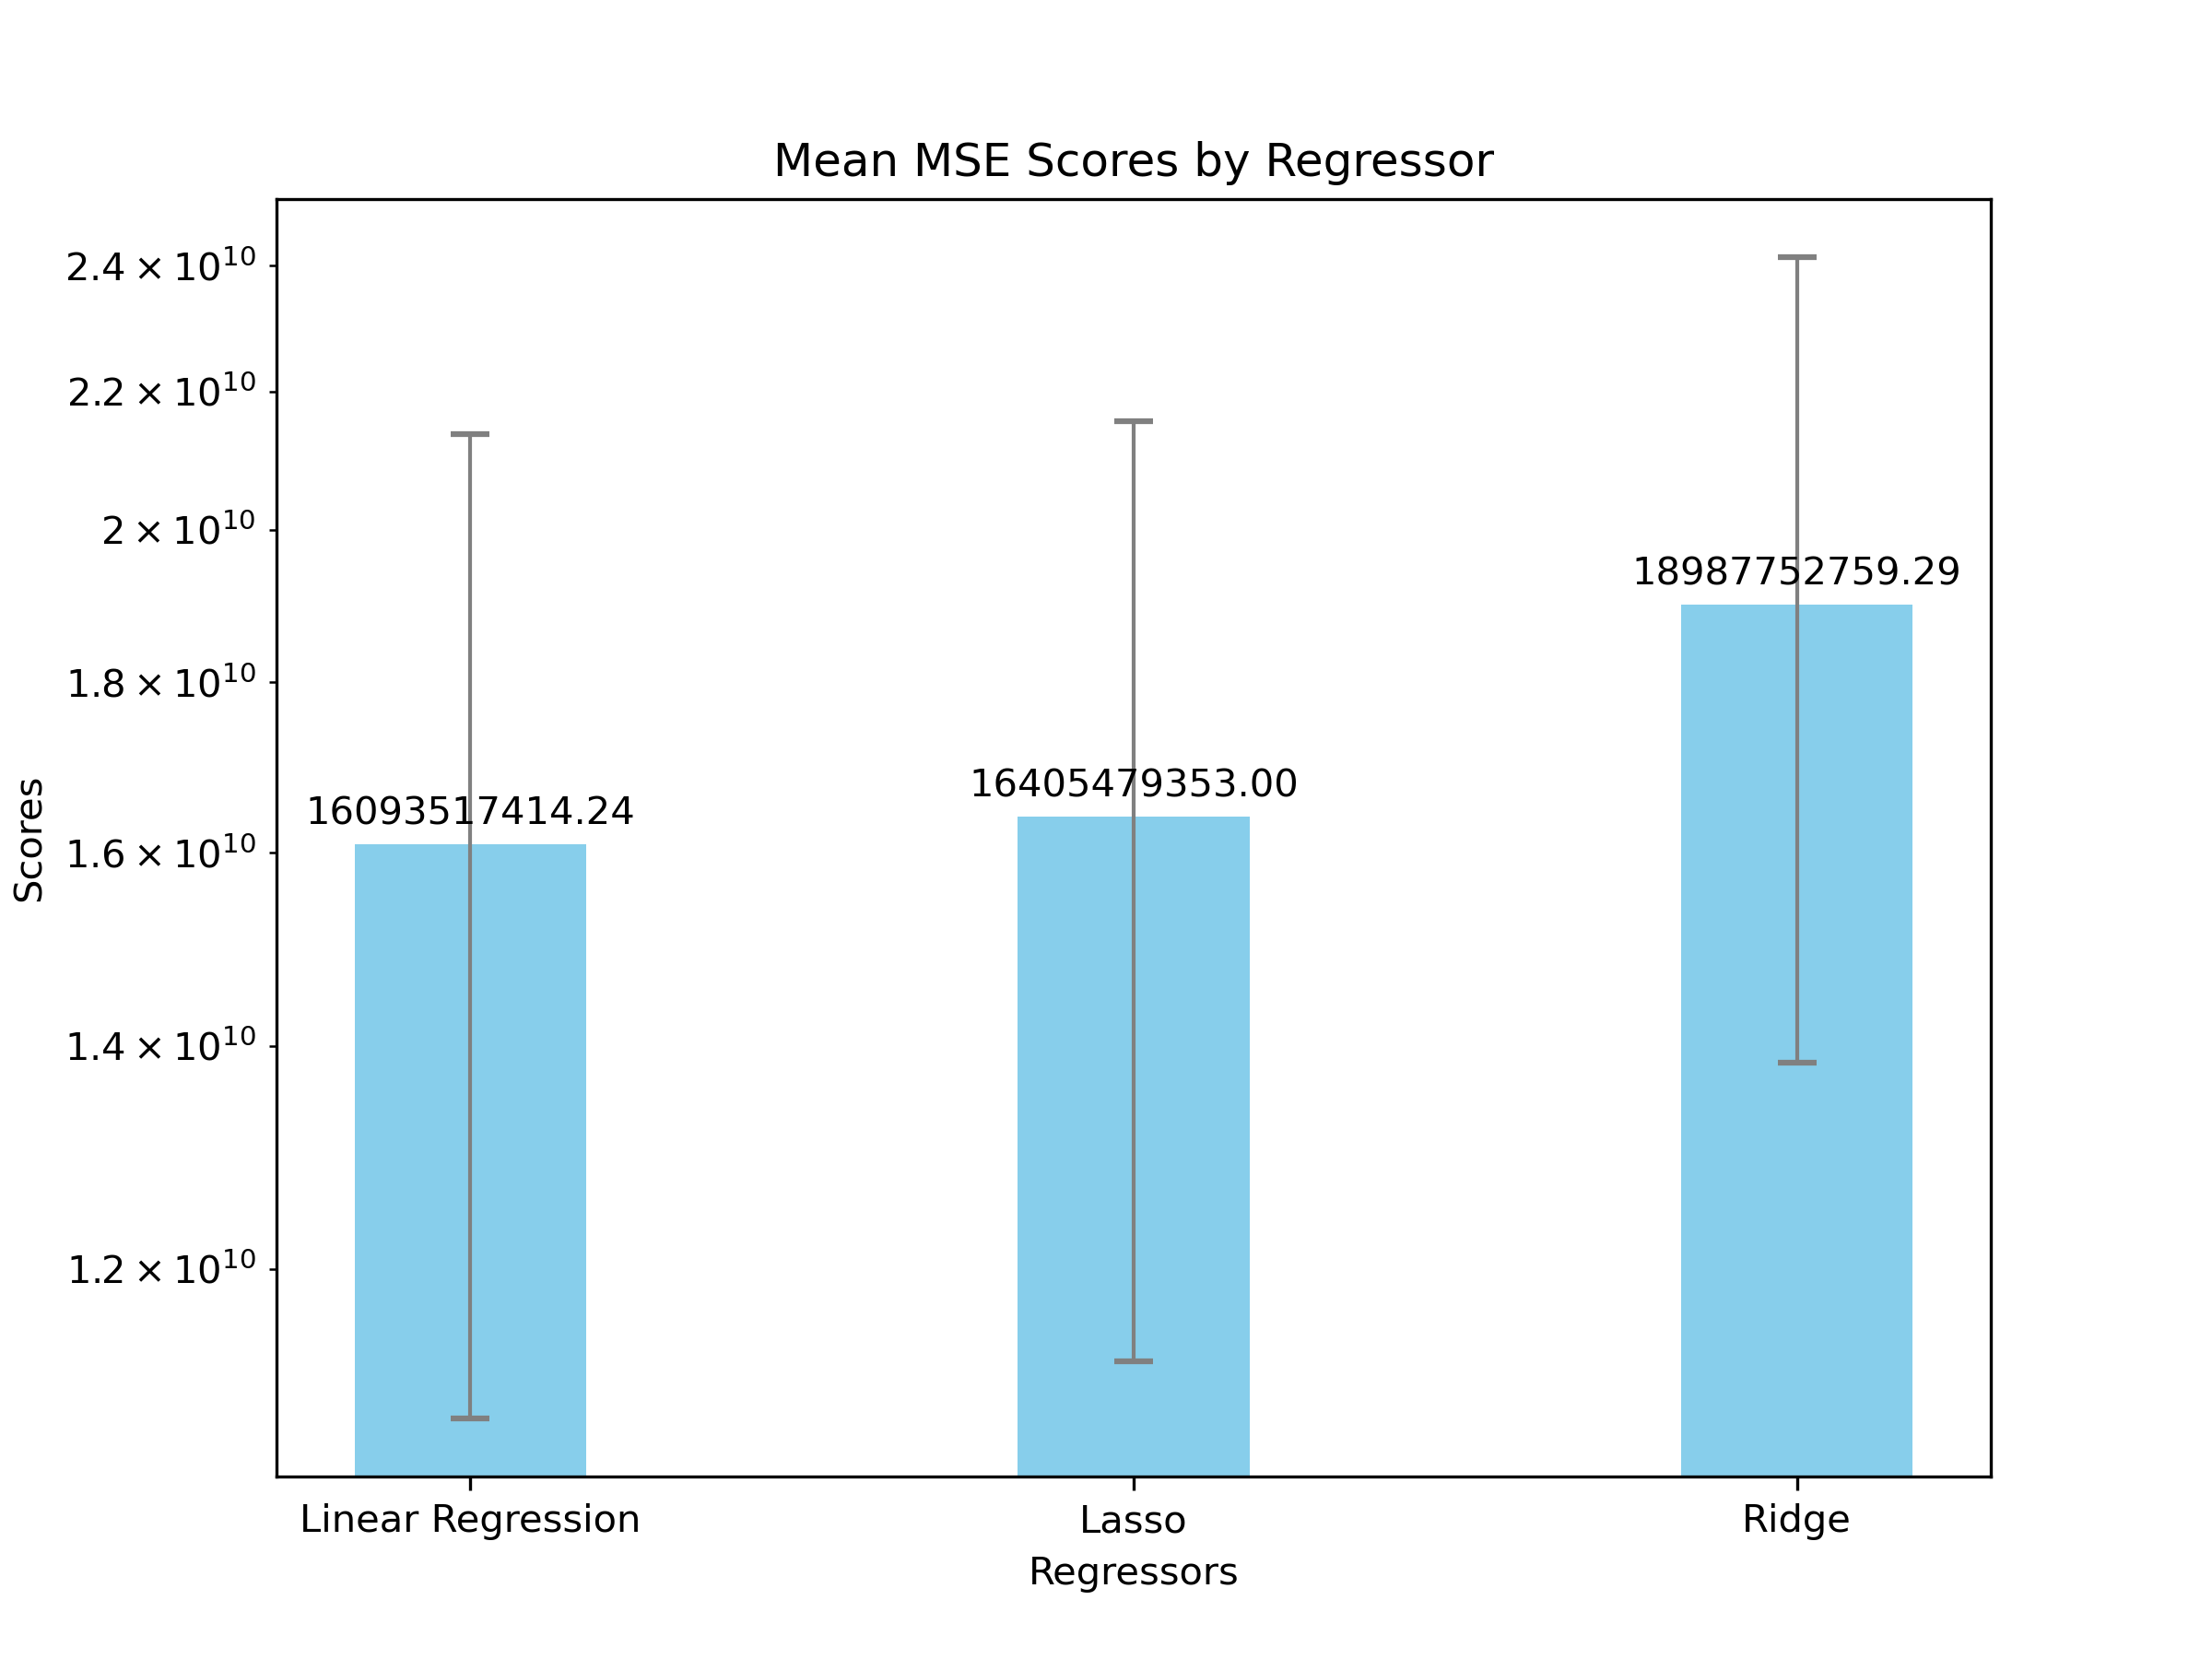 Mean MSE Scores by Regressor
2.4 × 10¹⁰
2.2 × 10¹⁰
2 × 10¹⁰
1.8 × 10¹⁰
1.6 × 10¹⁰
1.4 × 10¹⁰
1.2 × 10¹⁰
Scores
16093517414.24
16405479353.00
18987752759.29
Linear Regression
Lasso
Ridge
Regressors